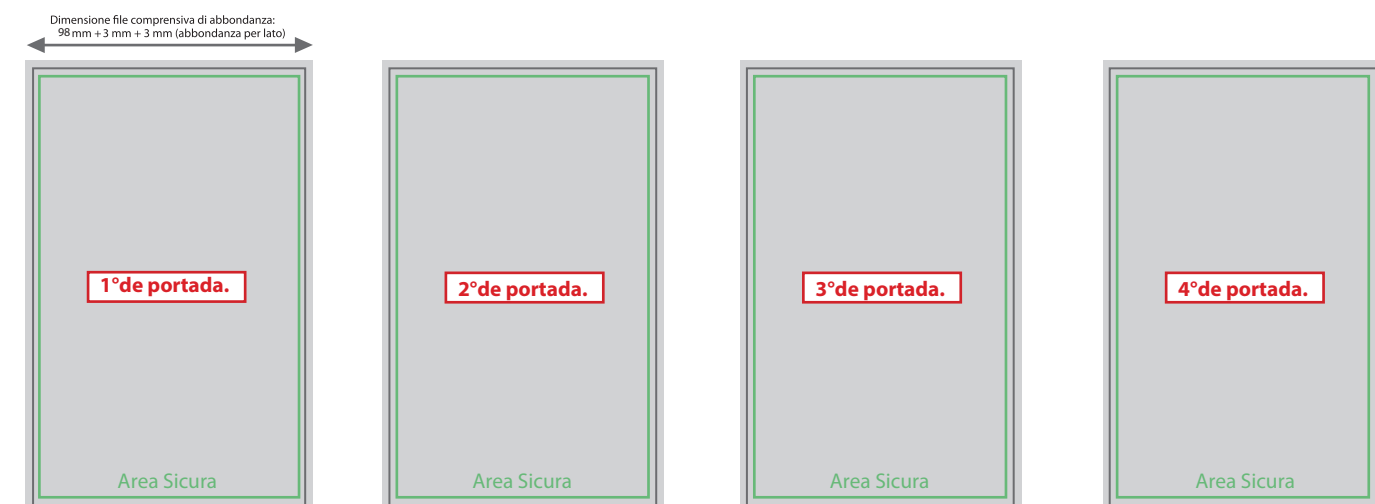 Dimensione file comprensiva di abbondanza:
98 mm + 3 mm + 3 mm (abbondanza per lato)
1°de portada.
2°de portada.
3°de portada.
4°de portada.
Area Sicura
Area Sicura
Area Sicura
Area Sicura